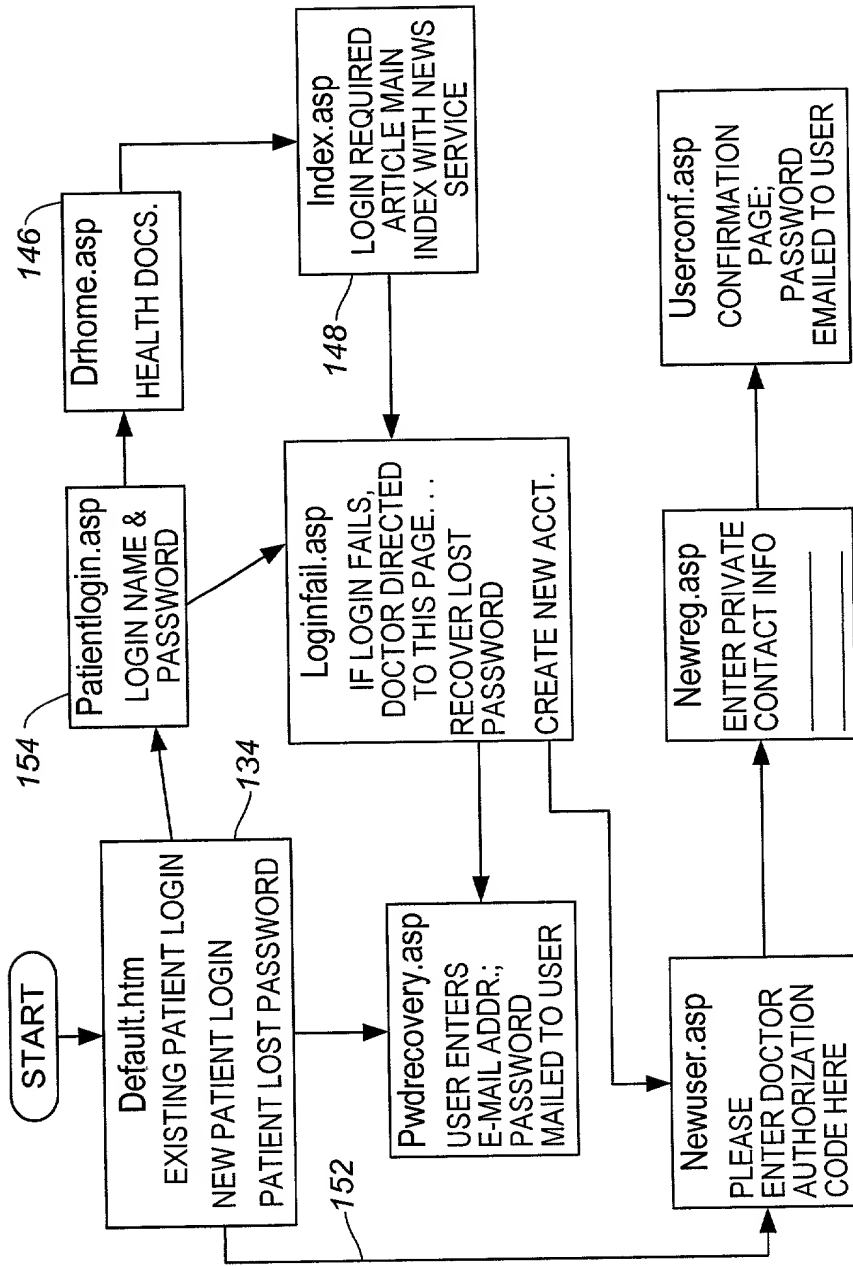 START
Default.htm
EXISTING PATIENT LOGIN
NEW PATIENT LOGIN
PATIENT LOST PASSWORD
134
152
154
Patientlogin.asp
LOGIN NAME &
PASSWORD
146
Drhome.asp
HEALTH DOCS.
Index.asp
LOGIN REQUIRED
ARTICLE MAIN
INDEX WITH NEWS
SERVICE
148
Loginfail.asp
IF LOGIN FAILS,
DOCTOR DIRECTED
TO THIS PAGE. . .
RECOVER LOST
PASSWORD
CREATE NEW ACCT.
Pwdrecovery.asp
USER ENTERS
E-MAIL ADDR.;
PASSWORD
MAILED TO USER
Newuser.asp
PLEASE
ENTER DOCTOR
AUTHORIZATION
CODE HERE
Newreg.asp
ENTER PRIVATE
CONTACT INFO
Userconf.asp
CONFIRMATION
PAGE;
PASSWORD
EMAILED TO USER